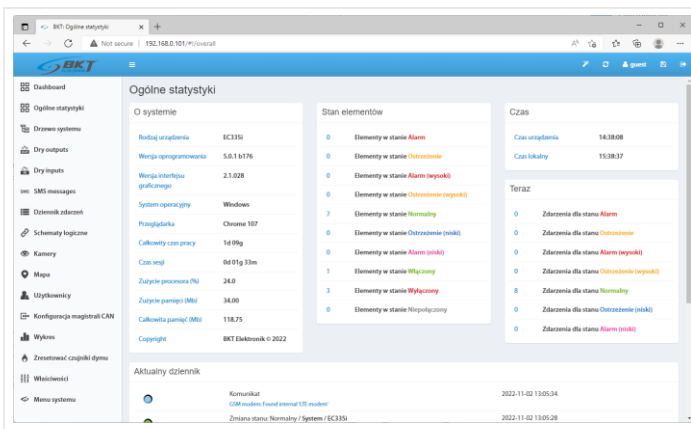 BKT: Ogólne statystyki
Not secure
192.168.0.101/#!/overall
BKT
guest
Dashboard
Ogólne statystyki
Drzewo systemu
Dry outputs
Dry inputs
SMS messages
Dziennik zdarzeń
Schematy logiczne
Kamery
Mapa
Użytkownicy
Konfiguracja magistrali CAN
Wykres
Zresetować czujniki dymu
Właściwości
Menu systemu
Ogólne statystyki
O systemie
Rodzaj urządzenia EC335i
Wersja oprogramowania 5.0.1 b176
Wersja interfejsu
graficznego 2.1.028
System operacyjny Windows
Przeglądarka Chrome 107
Całkowity czas pracy 1d 09g
Czas sesji 0d 01g 33m
Zużycie procesora (%) 24.0
Zużycie pamięci (Mb) 34.00
Całkowita pamięć (Mb) 118.75
Copyright BKT Elektronik © 2022
Stan elementów
0 Elementy w stanie Alarm
0 Elementy w stanie Ostrzeżenie
0 Elementy w stanie Alarm (wysoki)
0 Elementy w stanie Ostrzeżenie (wysoki)
7 Elementy w stanie Normalny
0 Elementy w stanie Ostrzeżenie (niski)
0 Elementy w stanie Alarm (niski)
1 Elementy w stanie Włączony
3 Elementy w stanie Wyłączony
0 Elementy w stanie Niepołączony
Czas
Czas urządzenia 14:38:08
Czas lokalny 15:38:37
Teraz
0 Zdarzenia dla stanu Alarm
0 Zdarzenia dla stanu Ostrzeżenie
0 Zdarzenia dla stanu Alarm (wysoki)
0 Zdarzenia dla stanu Ostrzeżenie (wysoki)
8 Zdarzenia dla stanu Normalny
0 Zdarzenia dla stanu Ostrzeżenie (niski)
0 Zdarzenia dla stanu Alarm (niski)
Aktualny dziennik
Komunikat 2022-11-02 13:05:34
GSM modem: Found internal 'LTE modem'
Zmiana stanu: Normalny / System / EC335i 2022-11-02 13:05:28